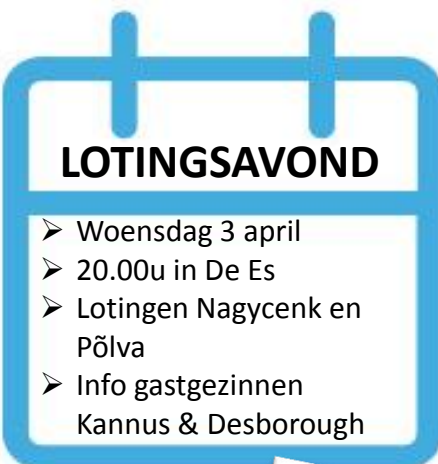 LOTINGSAVOND
➢ Woensdag 3 april
➢ 20.00u in De Es
➢ Lotingen Nagycenk en
Põlva
➢ Info gastgezinnen
Kannus & Desborough